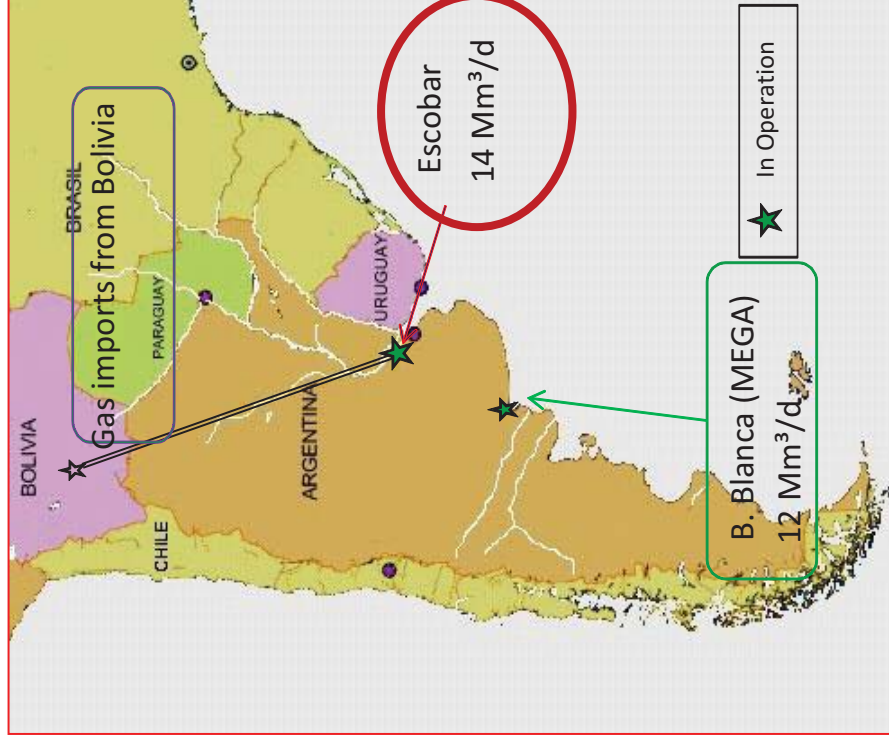 BOLIVIA
BRASIL
Gas imports from Bolivia
PARAGUAY
CHILE
ARGENTINA
URUGUAY
Escobar
14 Mm³/d
B. Blanca (MEGA)
12 Mm³/d
In Operation